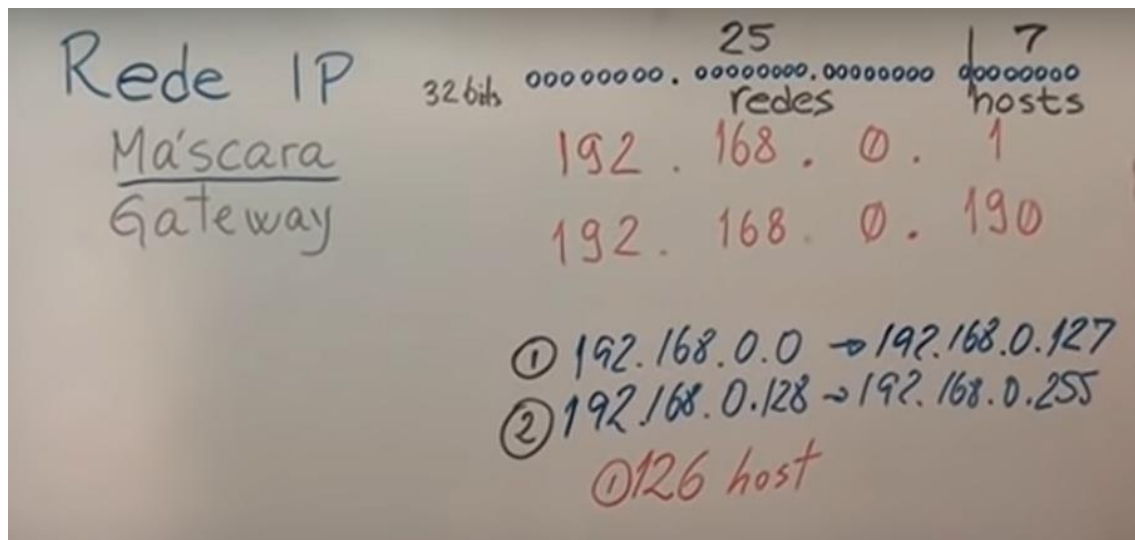 25 7
Rede IP 32 bits 00000000. 00000000.00000000 00000000
redes hosts
Máscara 192 . 168 . 0 . 1
Gateway 192 . 168 . 0 . 190
① 192.168.0.0 → 192.168.0.127
② 192.168.0.128 → 192.168.0.255
① 126 host